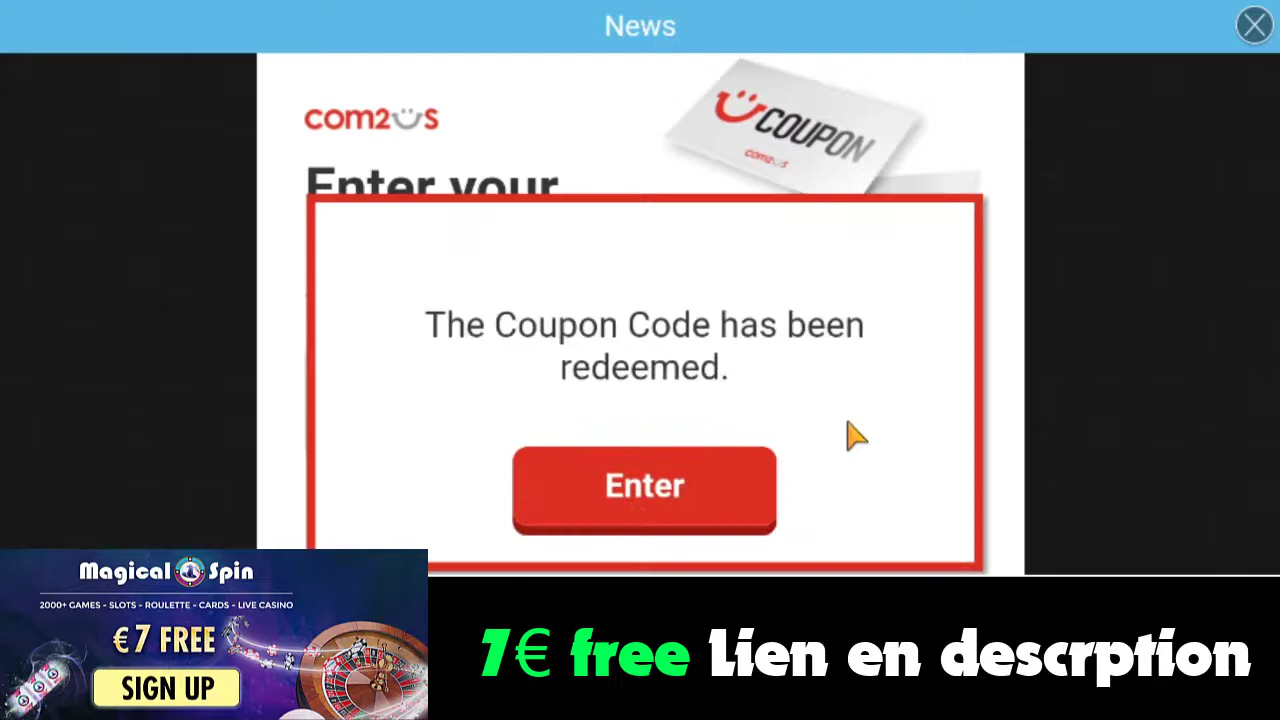 News
com2us
COUPON
com2us
Enter your
The Coupon Code has been
redeemed.
Enter
Magical Spin
2000+ GAMES - SLOTS - ROULETTE - CARDS - LIVE CASINO
€7 FREE
SIGN UP
7€ free Lien en descrption